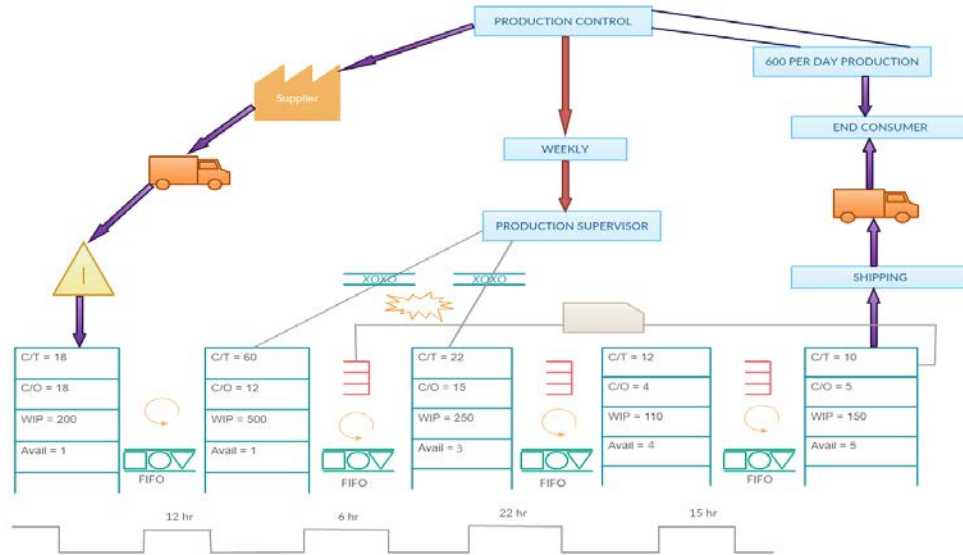 PRODUCTION CONTROL
600 PER DAY PRODUCTION
Supplier
END CONSUMER
WEEKLY
PRODUCTION SUPERVISOR
XOXO
XOXO
I
SHIPPING
C/T = 18
C/O = 18
WIP = 200
Avail = 1
FIFO
C/T = 60
C/O = 12
WIP = 500
Avail = 1
FIFO
C/T = 22
C/O = 15
WIP = 250
Avail = 3
FIFO
C/T = 12
C/O = 4
WIP = 110
Avail = 4
FIFO
C/T = 10
C/O = 5
WIP = 150
Avail = 5
12 hr
6 hr
22 hr
15 hr